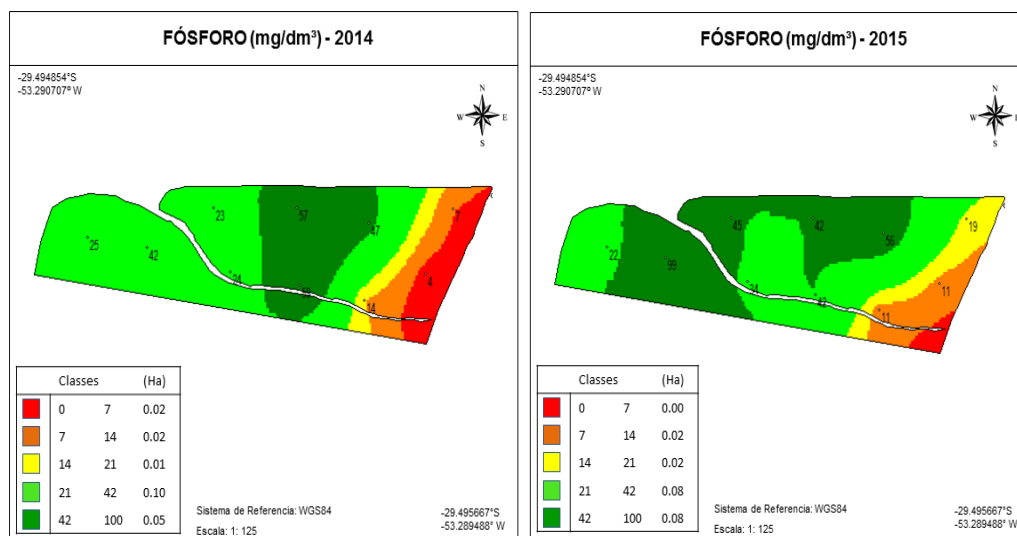 FÓSFORO (mg/dm³) - 2014
-29.494854°S
-53.290707º W
N
W E
S
23
57
47
7
25
42
24
4
59
14
Classes (Ha)
0 7 0.02
7 14 0.02
14 21 0.01
21 42 0.10
42 100 0.05
Sistema de Referencia: WGS84
Escala: 1: 125
-29.495667°S
-53.289488° W
FÓSFORO (mg/dm³) - 2015
-29.494854°S
-53.290707º W
N
W E
S
45
42
19
56
22
99
11
42
11
Classes (Ha)
0 7 0.00
7 14 0.02
14 21 0.02
21 42 0.08
42 100 0.08
Sistema de Referencia: WGS84
Escala: 1: 125
-29.495667°S
-53.289488° W